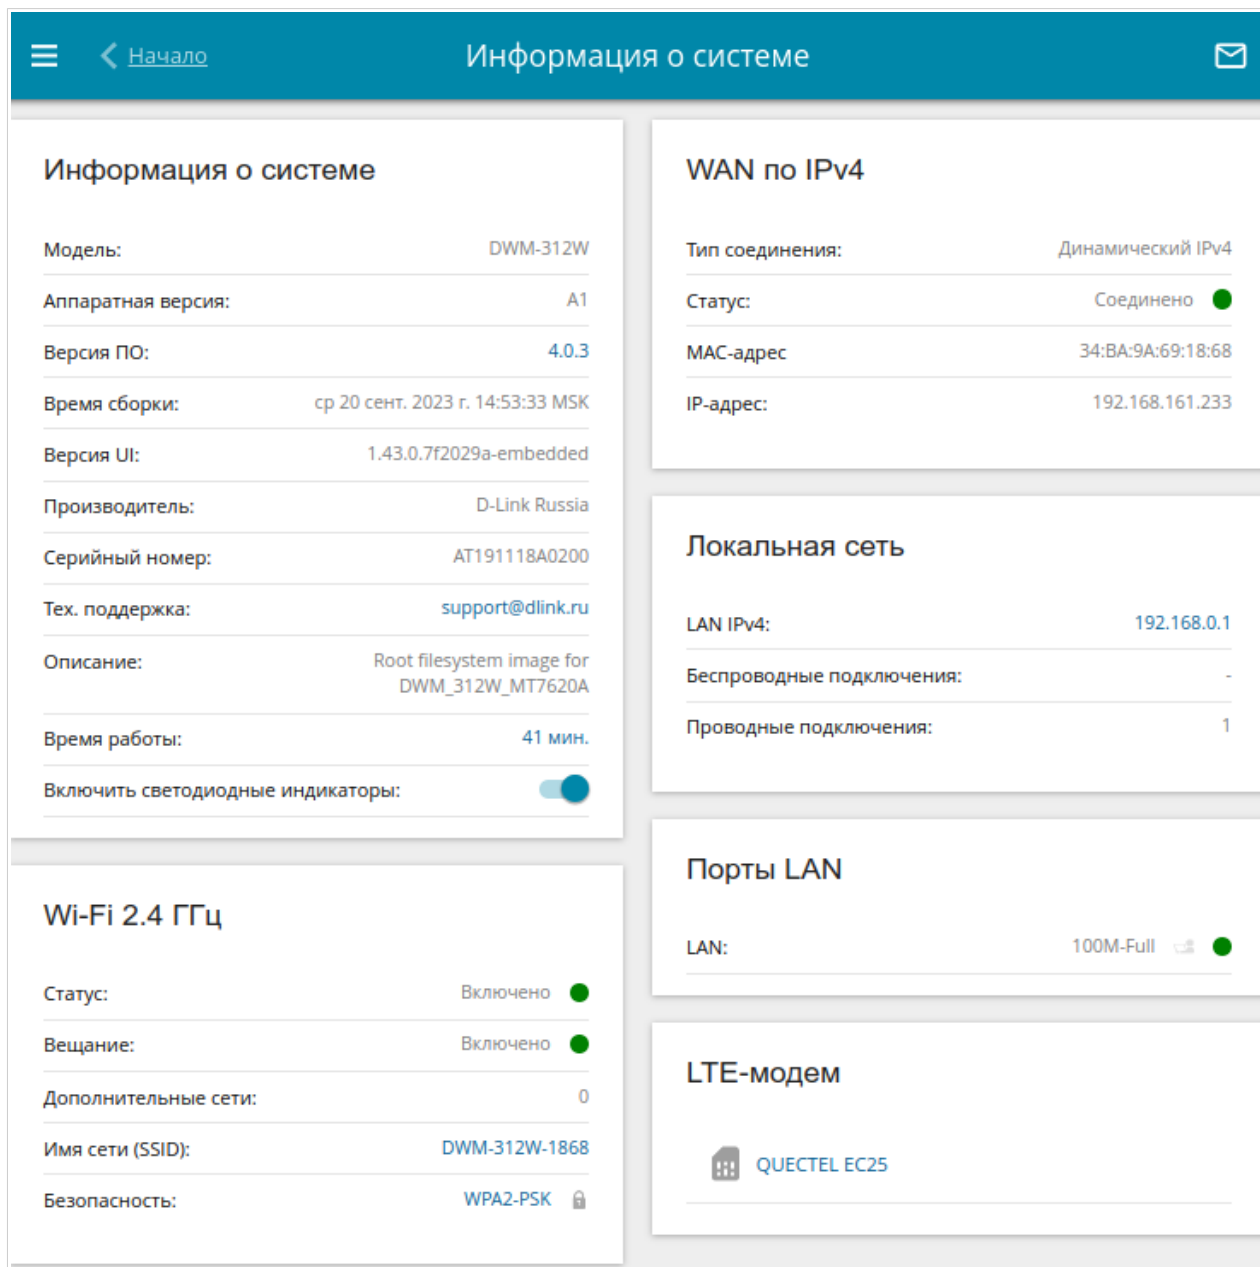 Начало
Информация о системе
Информация о системе
Модель: DWM-312W
Аппаратная версия: A1
Версия ПО: 4.0.3
Время сборки: ср 20 сент. 2023 г. 14:53:33 MSK
Версия UI: 1.43.0.7f2029a-embedded
Производитель: D-Link Russia
Серийный номер: AT191118A0200
Тех. поддержка: support@dlink.ru
Описание: Root filesystem image for
DWM_312W_MT7620A
Время работы: 41 мин.
Включить светодиодные индикаторы:
Wi-Fi 2.4 ГГц
Статус: Включено
Вещание: Включено
Дополнительные сети: 0
Имя сети (SSID): DWM-312W-1868
Безопасность: WPA2-PSK
WAN по IPv4
Тип соединения: Динамический IPv4
Статус: Соединено
MAC-адрес 34:BA:9A:69:18:68
IP-адрес: 192.168.161.233
Локальная сеть
LAN IPv4: 192.168.0.1
Беспроводные подключения: -
Проводные подключения: 1
Порты LAN
LAN: 100M-Full
LTE-модем
QUECTEL EC25